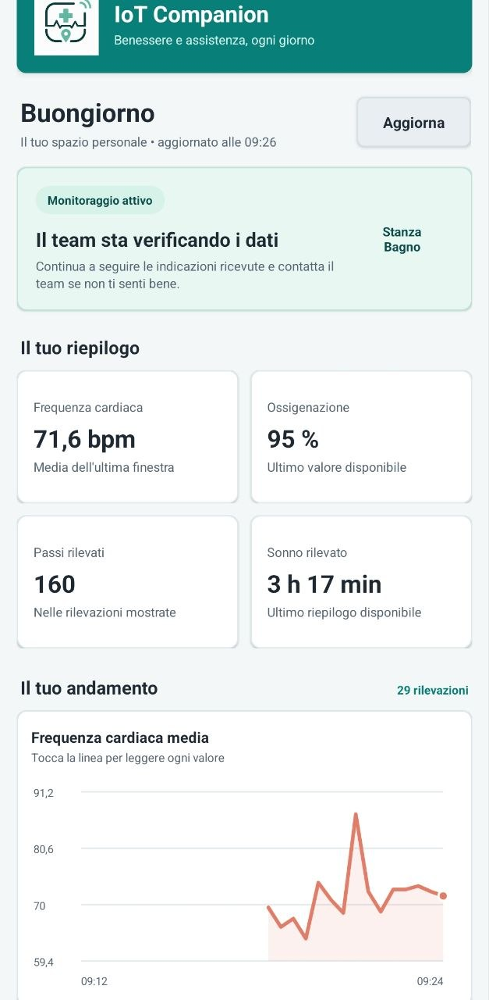 IoT Companion
Benessere e assistenza, ogni giorno
Buongiorno
Il tuo spazio personale • aggiornato alle 09:26
Aggiorna
Monitoraggio attivo
Il team sta verificando i dati
Continua a seguire le indicazioni ricevute e contatta il
team se non ti senti bene.
Stanza
Bagno
Il tuo riepilogo
Frequenza cardiaca
71,6 bpm
Media dell'ultima finestra
Ossigenazione
95 %
Ultimo valore disponibile
Passi rilevati
160
Nelle rilevazioni mostrate
Sonno rilevato
3 h 17 min
Ultimo riepilogo disponibile
Il tuo andamento
29 rilevazioni
Frequenza cardiaca media
Tocca la linea per leggere ogni valore
91,2
80,6
70
59,4
09:12
09:24